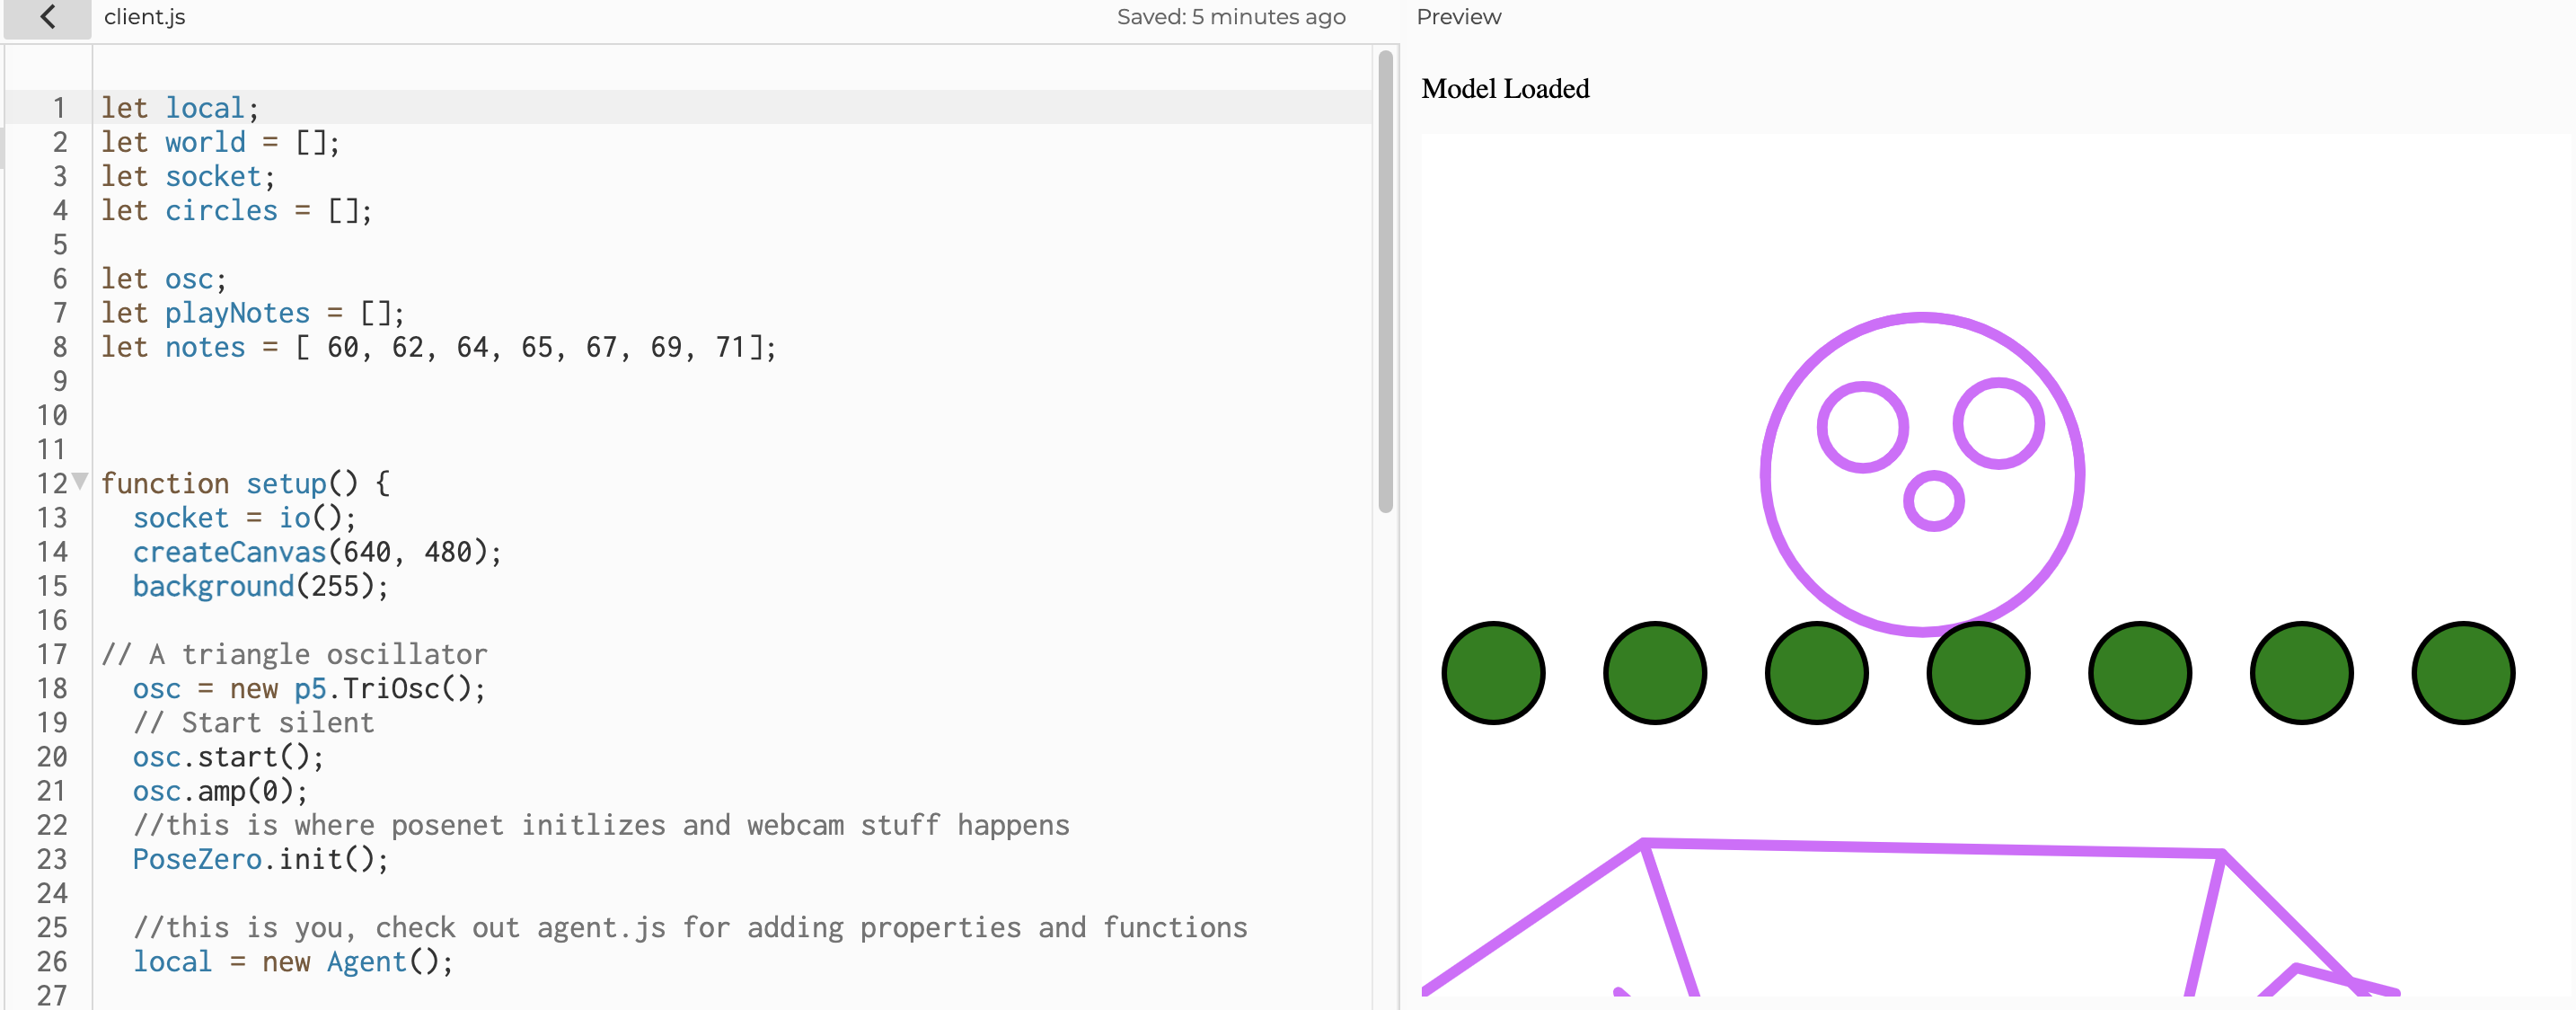 client.js
Saved: 5 minutes ago
Preview
Model Loaded
1 let local;
2 let world = [];
3 let socket;
4 let circles = [];
5
6 let osc;
7 let playNotes = [];
8 let notes = [ 60, 62, 64, 65, 67, 69, 71];
9
10
11
12 function setup() {
13 socket = io();
14 createCanvas(640, 480);
15 background(255);
16
17 // A triangle oscillator
18 osc = new p5.TriOsc();
19 // Start silent
20 osc.start();
21 osc.amp(0);
22 //this is where posenet initlizes and webcam stuff happens
23 PoseZero.init();
24
25 //this is you, check out agent.js for adding properties and functions
26 local = new Agent();
27